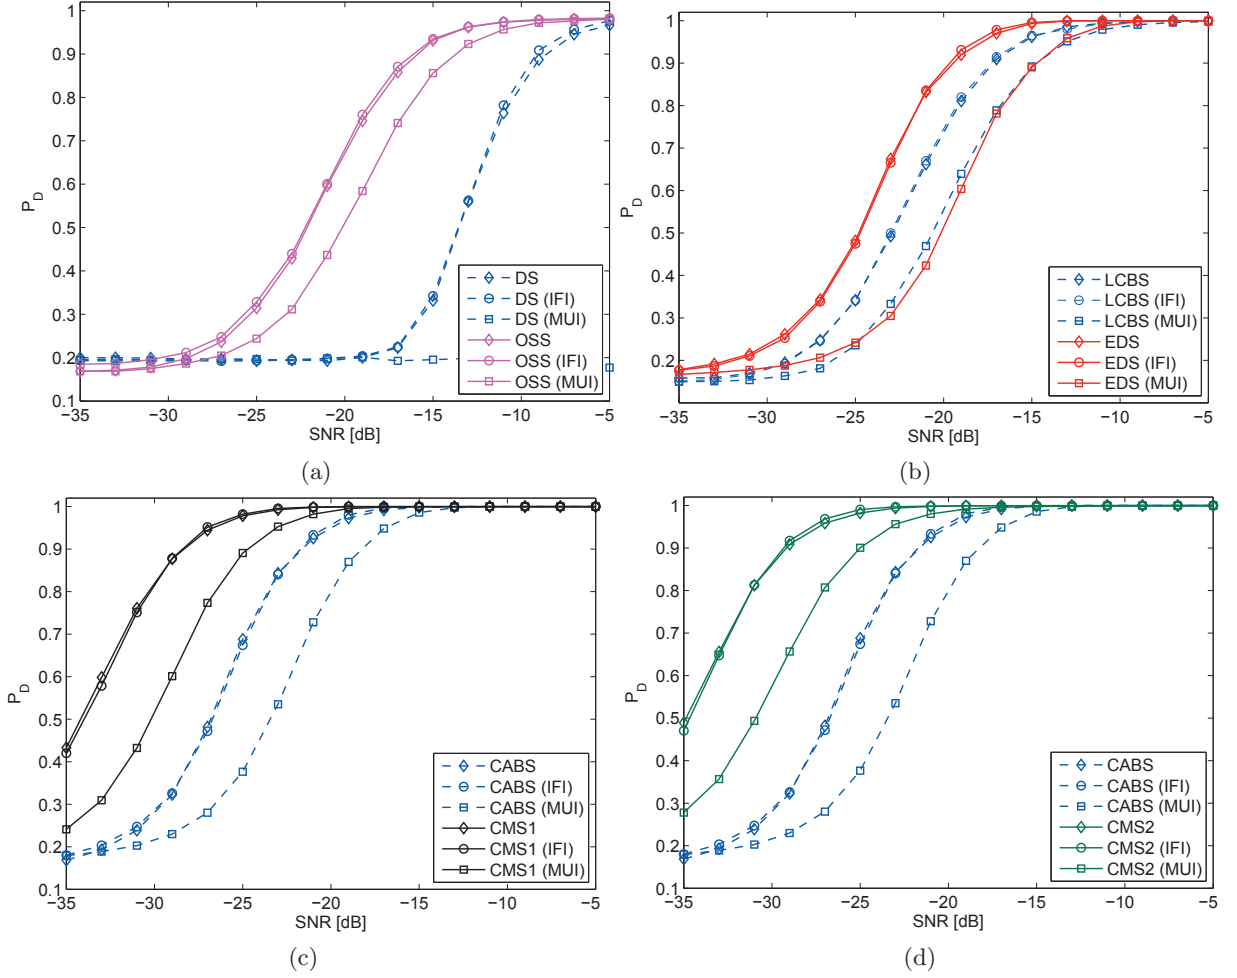 1
0.9
0.8
0.7
0.6
0.5
0.4
0.3
0.2
0.1
P_D
−35 −30 −25 −20 −15 −10 −5
SNR [dB]
DS
DS (IFI)
DS (MUI)
OSS
OSS (IFI)
OSS (MUI)
(a)
1
0.9
0.8
0.7
0.6
0.5
0.4
0.3
0.2
0.1
P_D
−35 −30 −25 −20 −15 −10 −5
SNR [dB]
LCBS
LCBS (IFI)
LCBS (MUI)
EDS
EDS (IFI)
EDS (MUI)
(b)
1
0.9
0.8
0.7
0.6
0.5
0.4
0.3
0.2
0.1
P_D
−35 −30 −25 −20 −15 −10 −5
SNR [dB]
CABS
CABS (IFI)
CABS (MUI)
CMS1
CMS1 (IFI)
CMS1 (MUI)
(c)
1
0.9
0.8
0.7
0.6
0.5
0.4
0.3
0.2
0.1
P_D
−35 −30 −25 −20 −15 −10 −5
SNR [dB]
CABS
CABS (IFI)
CABS (MUI)
CMS2
CMS2 (IFI)
CMS2 (MUI)
(d)